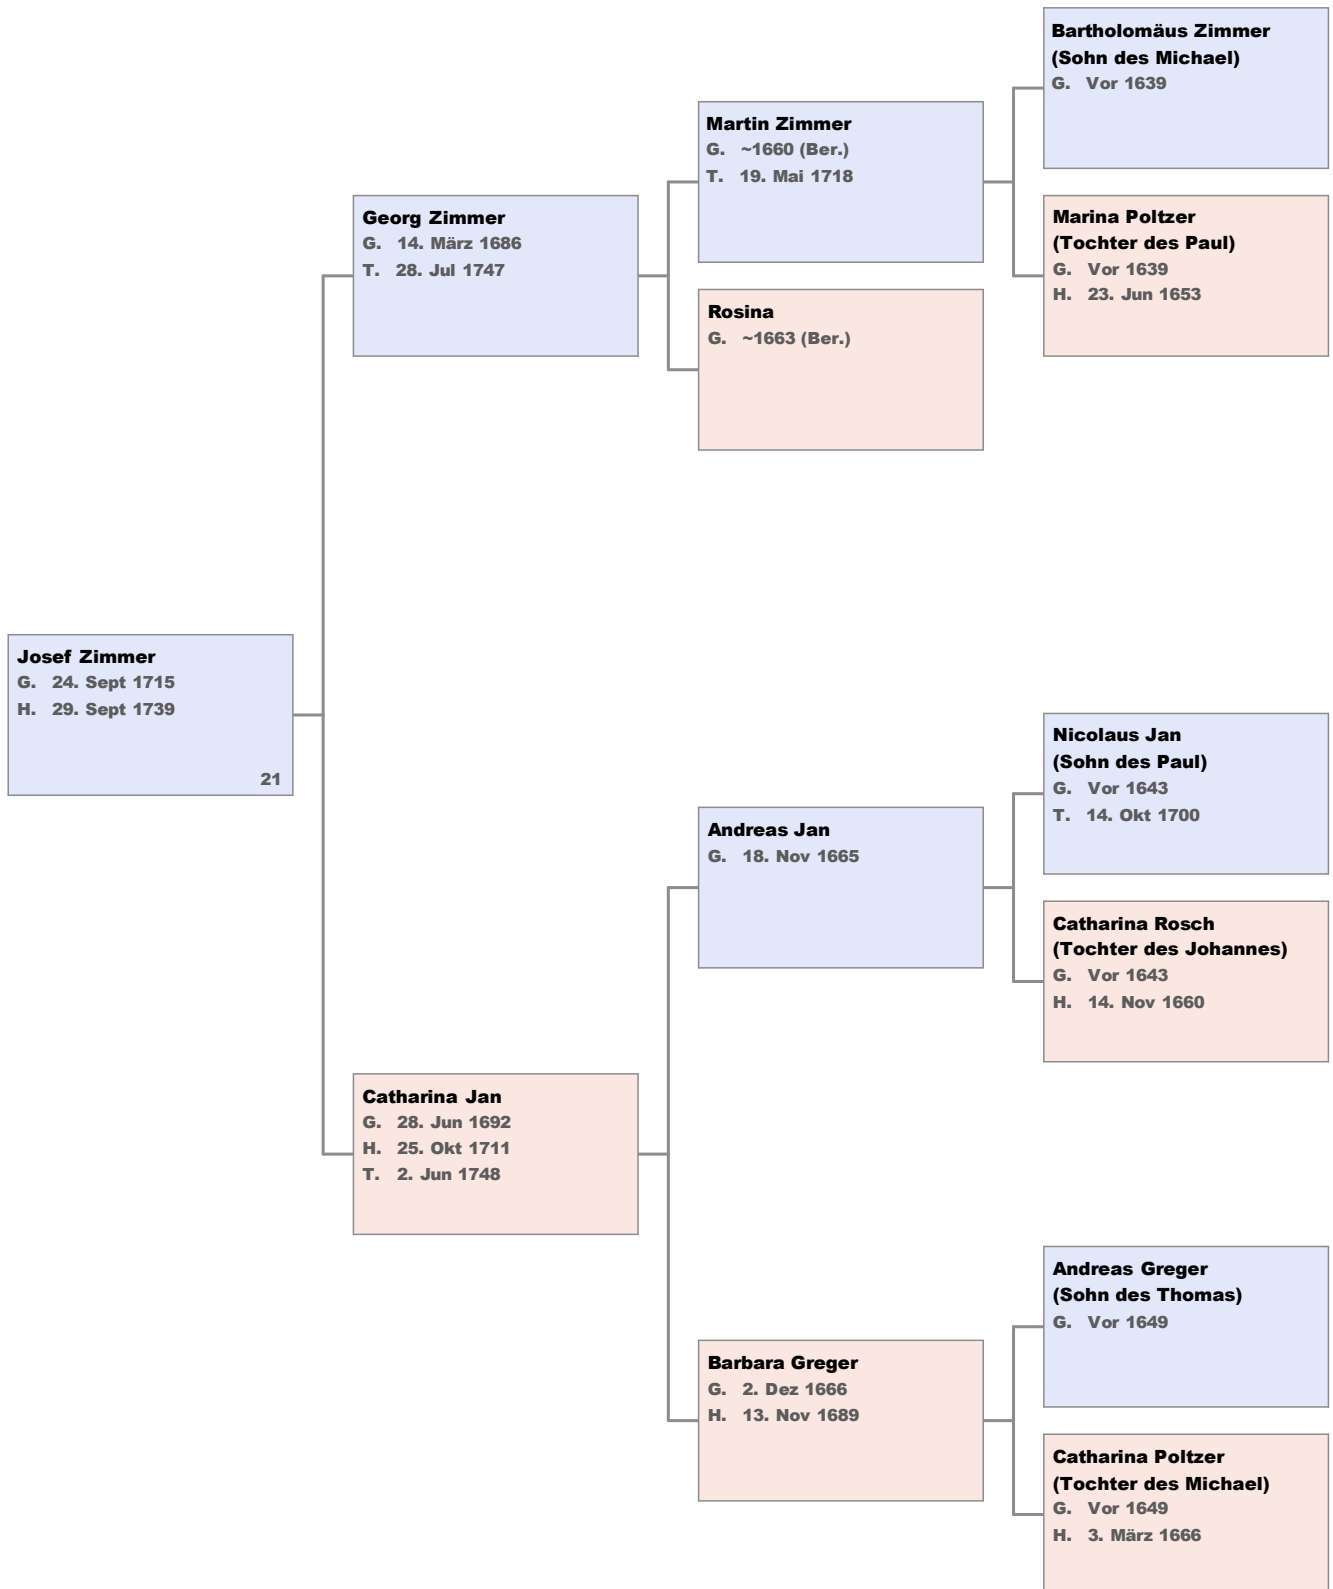 Bartholomäus Zimmer
(Sohn des Michael)
G. Vor 1639
Martin Zimmer
G. ~1660 (Ber.)
T. 19. Mai 1718
Georg Zimmer
G. 14. März 1686
T. 28. Jul 1747
Marina Poltzer
(Tochter des Paul)
G. Vor 1639
H. 23. Jun 1653
Rosina
G. ~1663 (Ber.)
Josef Zimmer
G. 24. Sept 1715
H. 29. Sept 1739
21
Nicolaus Jan
(Sohn des Paul)
G. Vor 1643
T. 14. Okt 1700
Andreas Jan
G. 18. Nov 1665
Catharina Rosch
(Tochter des Johannes)
G. Vor 1643
H. 14. Nov 1660
Catharina Jan
G. 28. Jun 1692
H. 25. Okt 1711
T. 2. Jun 1748
Andreas Greger
(Sohn des Thomas)
G. Vor 1649
Barbara Greger
G. 2. Dez 1666
H. 13. Nov 1689
Catharina Poltzer
(Tochter des Michael)
G. Vor 1649
H. 3. März 1666